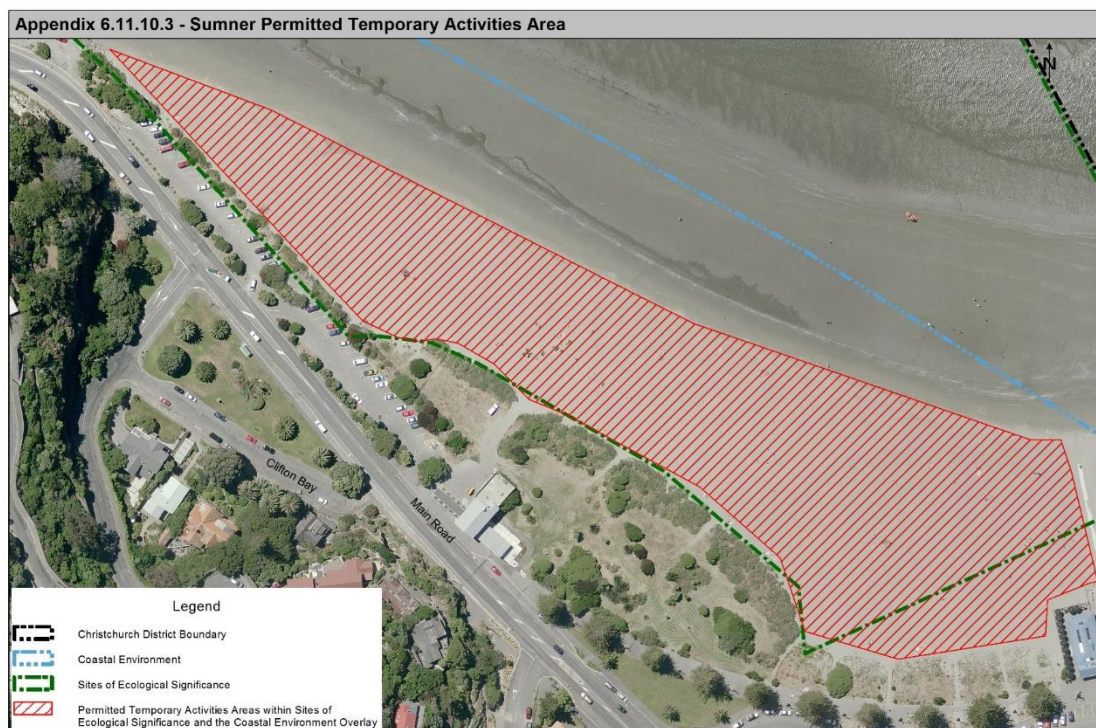 Appendix 6.11.10.3 - Sumner Permitted Temporary Activities Area
N
Clifton Bay
Main Road
Legend
Christchurch District Boundary
Coastal Environment
Sites of Ecological Significance
Permitted Temporary Activities Areas within Sites of
Ecological Significance and the Coastal Environment Overlay